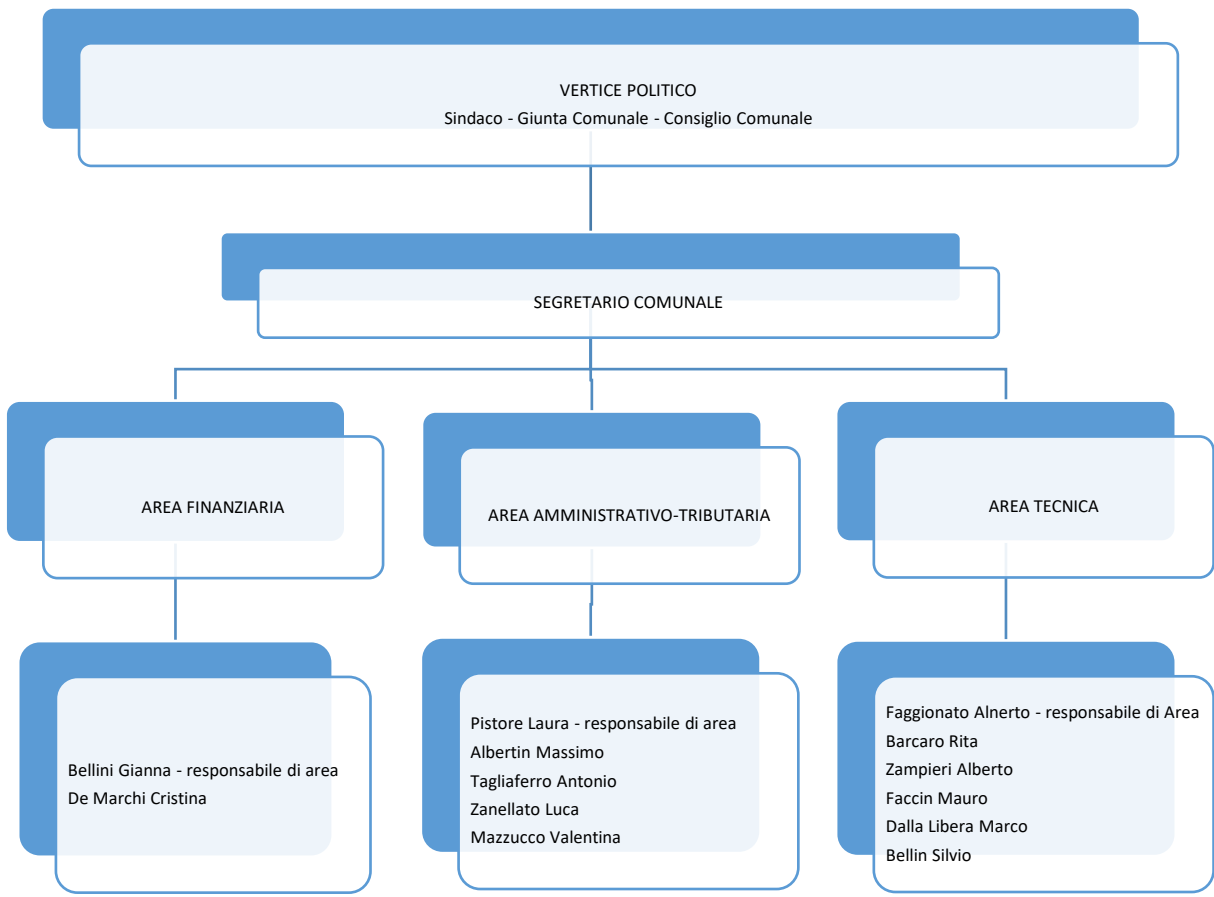 VERTICE POLITICO
Sindaco - Giunta Comunale - Consiglio Comunale
SEGRETARIO COMUNALE
AREA FINANZIARIA
AREA AMMINISTRATIVO-TRIBUTARIA
AREA TECNICA
Bellini Gianna - responsabile di area
De Marchi Cristina
Pistore Laura - responsabile di area
Albertin Massimo
Tagliaferro Antonio
Zanellato Luca
Mazzucco Valentina
Faggionato Alnerto - responsabile di Area
Barcaro Rita
Zampieri Alberto
Faccin Mauro
Dalla Libera Marco
Bellin Silvio